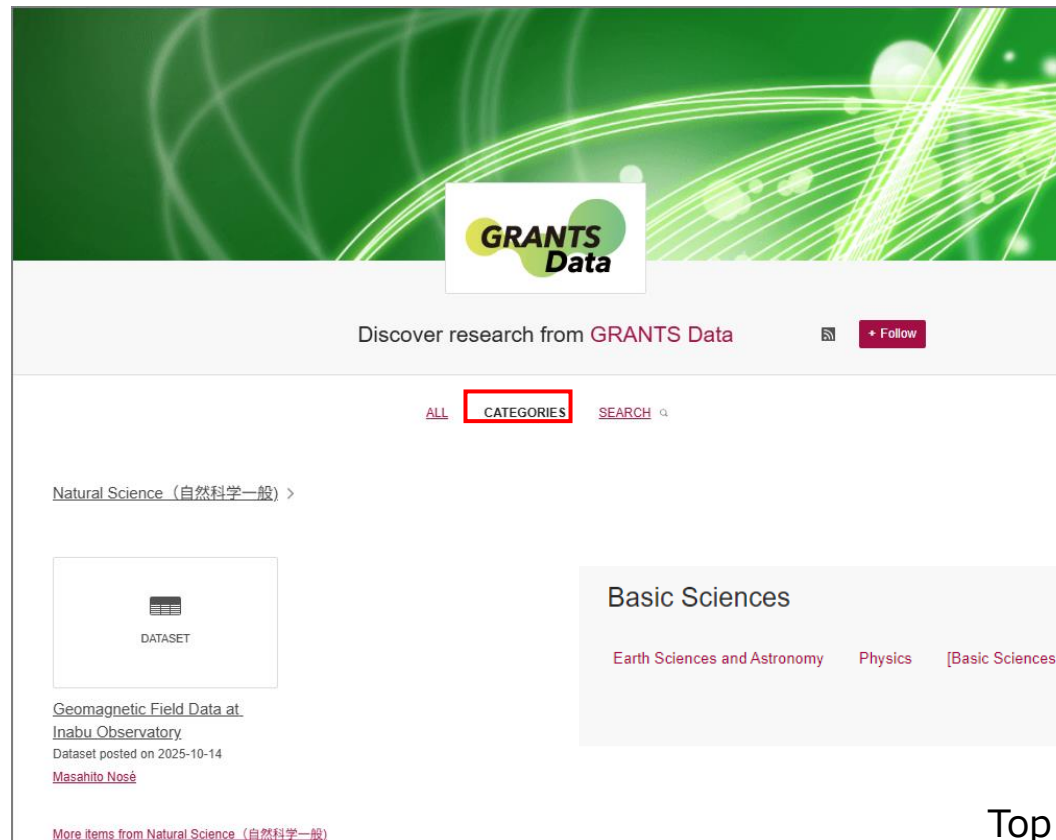 GRANTS
Data
Discover research from GRANTS Data
+ Follow
ALL CATEGORIES SEARCH
Natural Science（自然科学一般) >
DATASET
Geomagnetic Field Data at
Inabu Observatory
Dataset posted on 2025-10-14
Masahito Nosé
More items from Natural Science（自然科学一般)
Basic Sciences
Earth Sciences and Astronomy Physics [Basic Sciences
Top